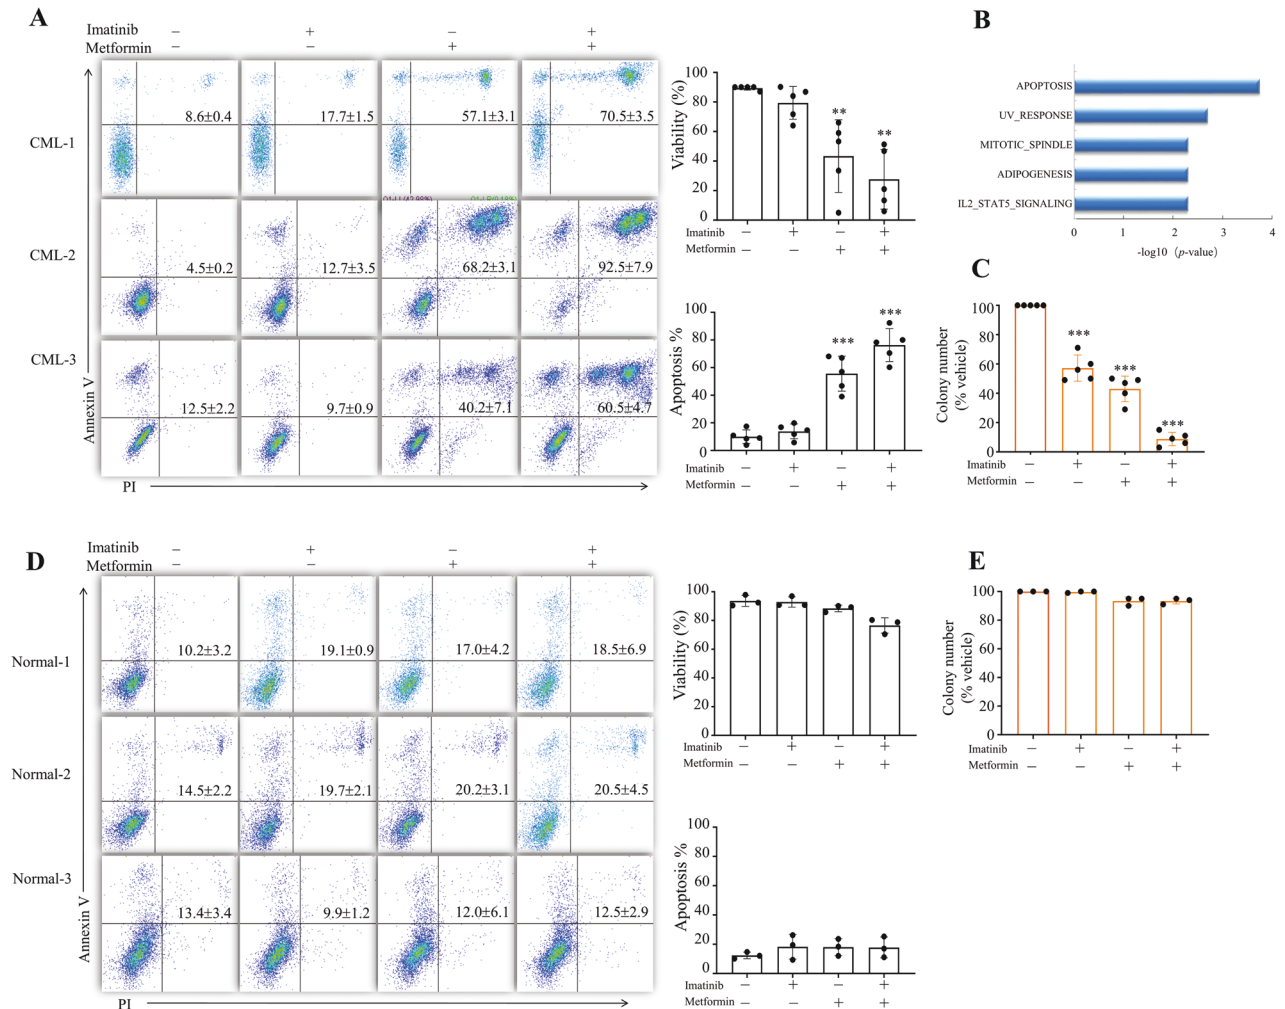 A
Imatinib – + – +
Metformin – – + +
CML-1
8.6±0.4 17.7±1.5 57.1±3.1 70.5±3.5
CML-2
4.5±0.2 12.7±3.5 68.2±3.1 92.5±7.9
CML-3
12.5±2.2 9.7±0.9 40.2±7.1 60.5±4.7
Annexin V
PI
Viability (%)
100
80
60
40
20
0
** **
Imatinib – + – +
Metformin – – + +
Apoptosis %
100
80
60
40
20
0
*** ***
Imatinib – + – +
Metformin – – + +
B
APOPTOSIS
UV_RESPONSE
MITOTIC_SPINDLE
ADIPOGENESIS
IL2_STAT5_SIGNALING
0 1 2 3 4
-log10 (p-value)
C
Colony number
(% vehicle)
100
80
60
40
20
0
*** *** ***
Imatinib – + – +
Metformin – – + +
D
Imatinib – + – +
Metformin – – + +
Normal-1
10.2±3.2 19.1±0.9 17.0±4.2 18.5±6.9
Normal-2
14.5±2.2 19.7±2.1 20.2±3.1 20.5±4.5
Normal-3
13.4±3.4 9.9±1.2 12.0±6.1 12.5±2.9
Annexin V
PI
Viability (%)
100
80
60
40
20
0
Imatinib – + – +
Metformin – – + +
Apoptosis %
100
80
60
40
20
0
Imatinib – + – +
Metformin – – + +
E
Colony number
(% vehicle)
100
80
60
40
20
0
Imatinib – + – +
Metformin – – + +